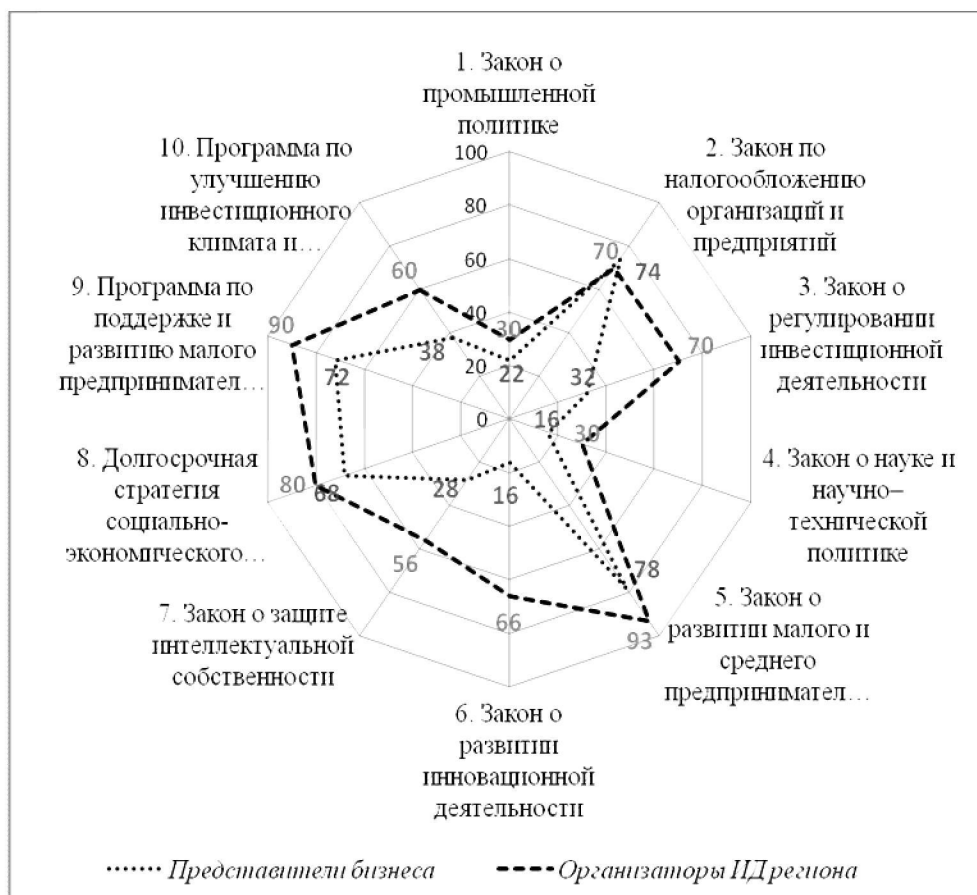 1. Закон о
промышленной
политике
2. Закон по
налогообложению
организаций и
предприятий
3. Закон о
регулировании
инвестиционной
деятельности
4. Закон о науке и
научно–
технической
политике
5. Закон о
развитии малого и
среднего
предпринимател…
6. Закон о
развитии
инновационной
деятельности
7. Закон о защите
интеллектуальной
собственности
8. Долгосрочная
стратегия
социально-
экономического…
9. Программа по
поддержке и
развитию малого
предпринимател…
10. Программа по
улучшению
инвестиционного
климата и…
100
80
60
40
20
0
30
22
70
74
70
32
30
16
78
93
16
66
28
56
80
68
90
72
60
38
Представители бизнеса
Организаторы ИД региона